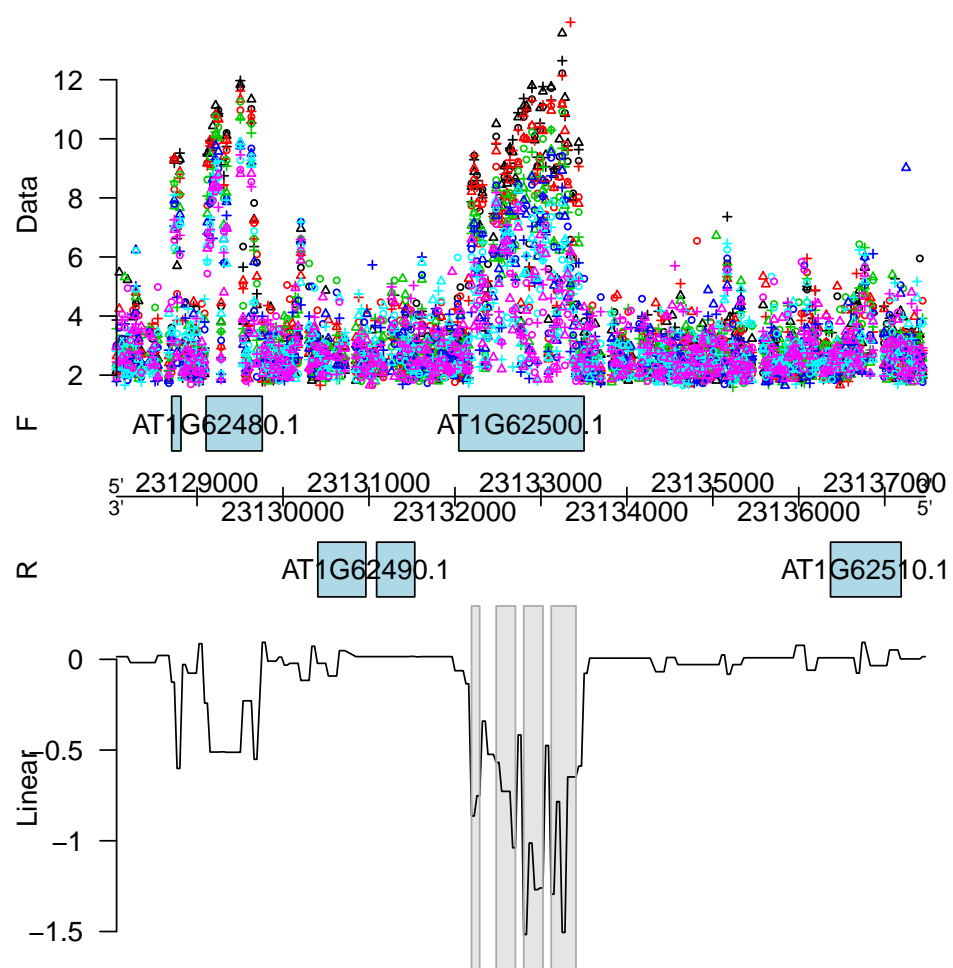 Data
12
10
8
6
4
2
F
AT1G62480.1
AT1G62500.1
5' 23129000 23131000 23133000 23135000 23137000 3'
3' 23130000 23132000 23134000 23136000 5'
R
AT1G62490.1
AT1G62510.1
Linear
0
−0.5
−1
−1.5